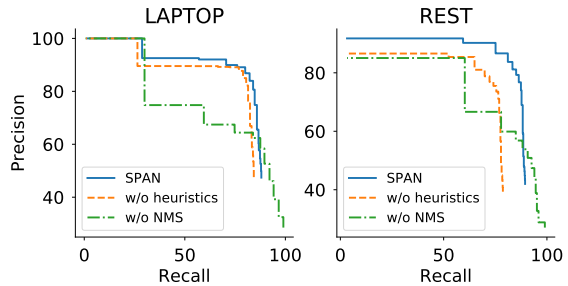 LAPTOP
REST
Precision
100
80
60
40
80
60
40
SPAN
w/o heuristics
w/o NMS
SPAN
w/o heuristics
w/o NMS
0
50
100
0
50
100
Recall
Recall